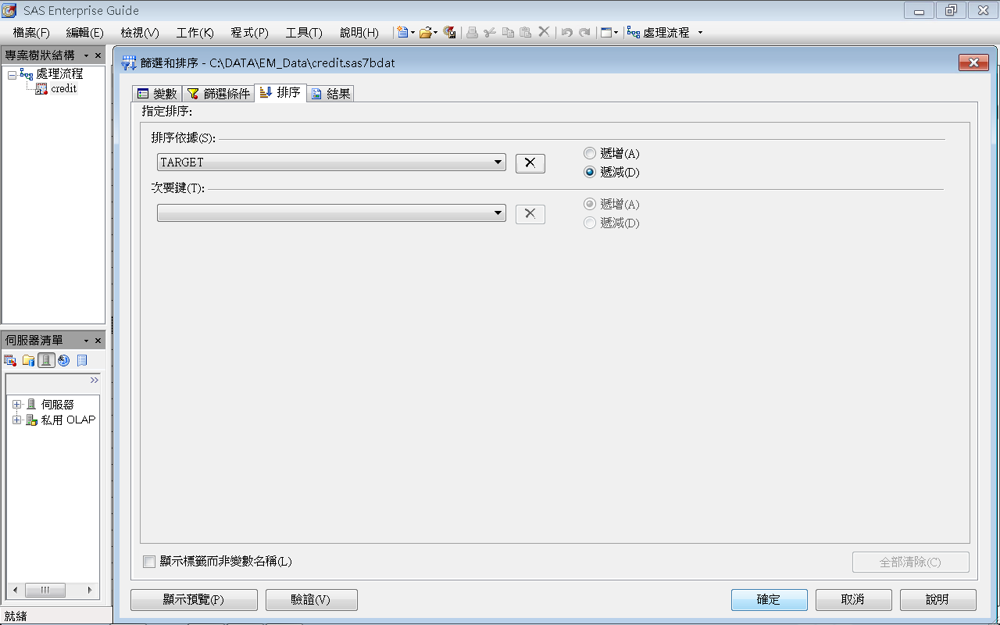 SAS Enterprise Guide
檔案(F) 編輯(E) 檢視(V) 工作(K) 程式(P) 工具(T) 說明(H) 處理流程
專案樹狀結構
處理流程
credit
篩選和排序 - C:\DATA\EM_Data\credit.sas7bdat
變數 篩選條件 排序 結果
指定排序:
排序依據(S):
TARGET
遞增(A)
遞減(D)
次要鍵(T):
遞增(A)
遞減(D)
伺服器清單
伺服器
私用 OLAP
顯示標籤而非變數名稱(L)
全部清除(C)
顯示預覽(P) 驗證(V) 確定 取消 說明
就緒